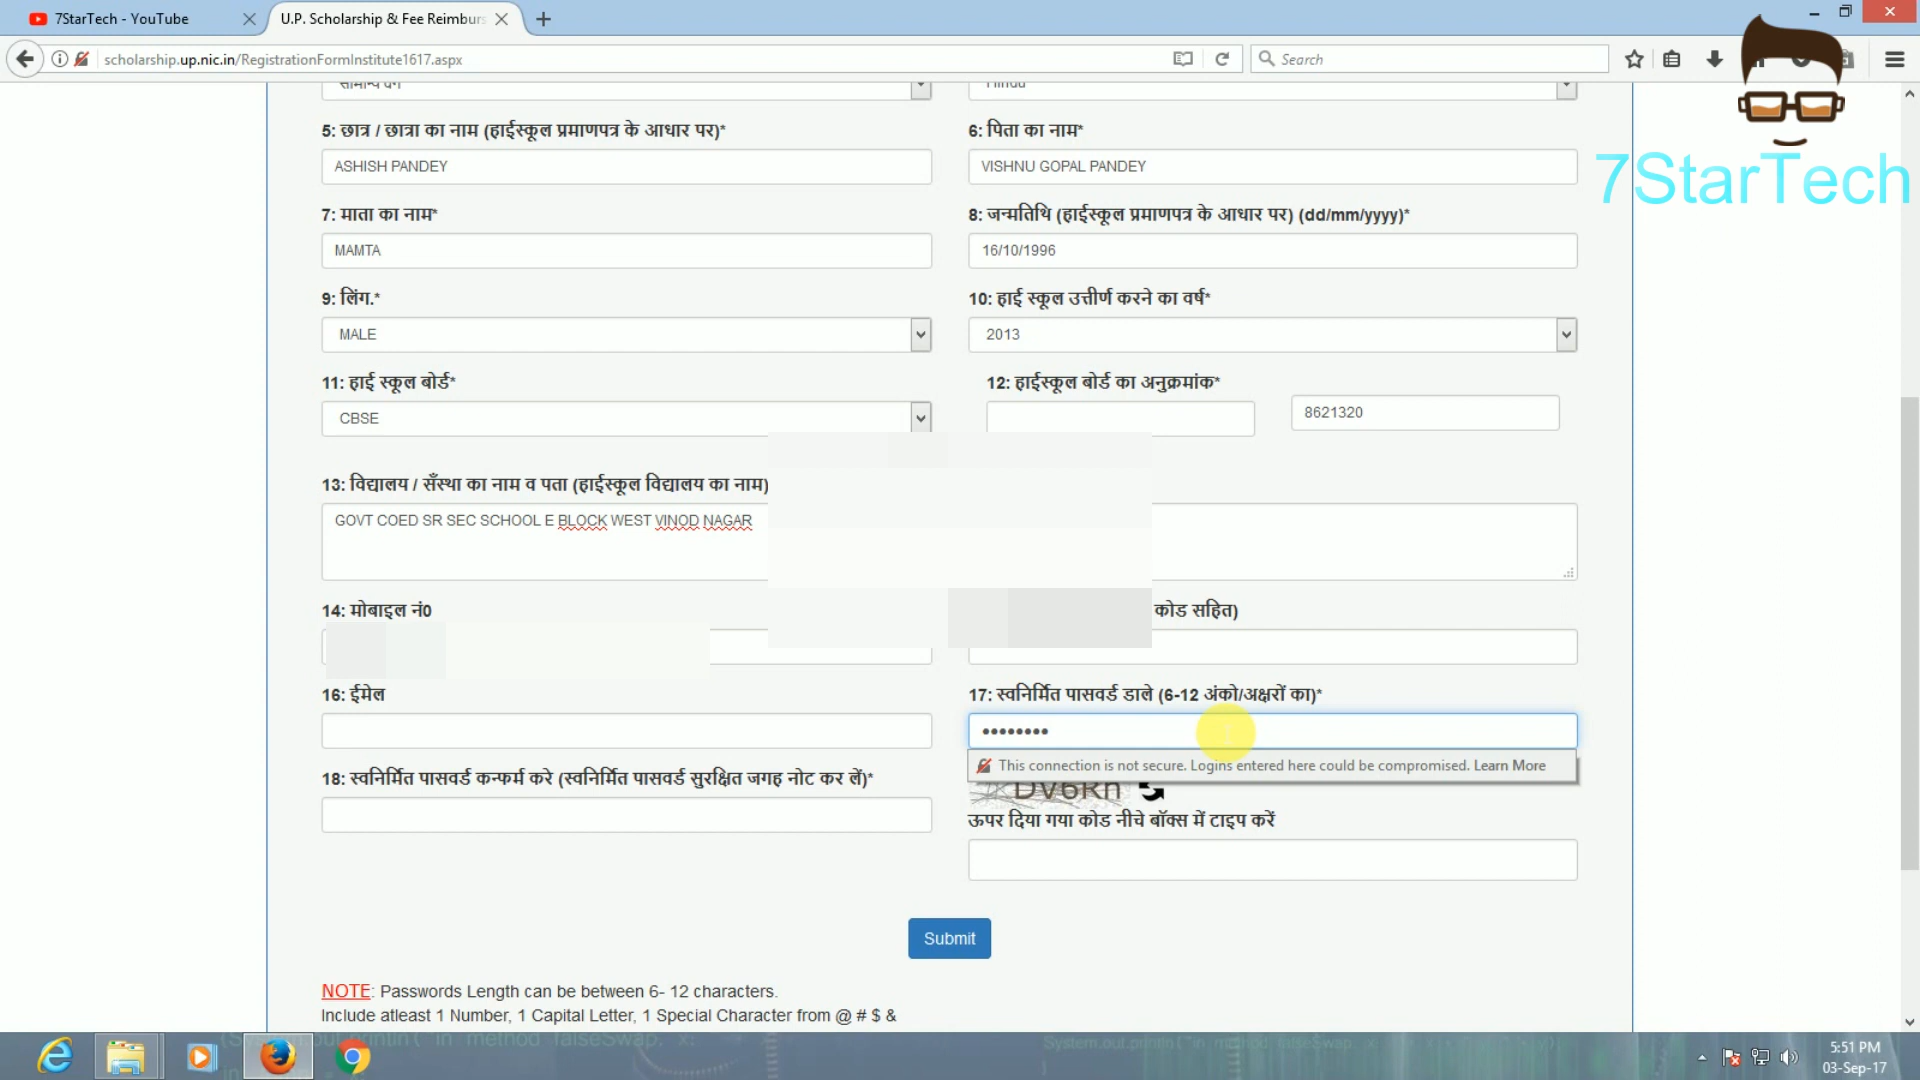 7StarTech - YouTube
U.P. Scholarship & Fee Reimburs
scholarship.up.nic.in/RegistrationFormInstitute1617.aspx
Search
सामान्य वर्ग
Hindu
7StarTech
5: छात्र / छात्रा का नाम (हाईस्कूल प्रमाणपत्र के आधार पर)*
6: पिता का नाम*
ASHISH PANDEY
VISHNU GOPAL PANDEY
7: माता का नाम*
8: जन्मतिथि (हाईस्कूल प्रमाणपत्र के आधार पर) (dd/mm/yyyy)*
MAMTA
16/10/1996
9: लिंग.*
10: हाई स्कूल उत्तीर्ण करने का वर्ष*
MALE
2013
11: हाई स्कूल बोर्ड*
12: हाईस्कूल बोर्ड का अनुक्रमांक*
CBSE
8621320
13: विद्यालय / सँस्था का नाम व पता (हाईस्कूल विद्यालय का नाम)
GOVT COED SR SEC SCHOOL E BLOCK WEST VINOD NAGAR
14: मोबाइल नं0
कोड सहित)
16: ईमेल
17: स्वनिर्मित पासवर्ड डाले (6-12 अंको/अक्षरों का)*
••••••••
This connection is not secure. Logins entered here could be compromised. Learn More
18: स्वनिर्मित पासवर्ड कन्फर्म करे (स्वनिर्मित पासवर्ड सुरक्षित जगह नोट कर लें)*
DV6Rh
ऊपर दिया गया कोड नीचे बॉक्स में टाइप करें
Submit
NOTE: Passwords Length can be between 6- 12 characters.
Include atleast 1 Number, 1 Capital Letter, 1 Special Character from @ # $ &
5:51 PM
03-Sep-17